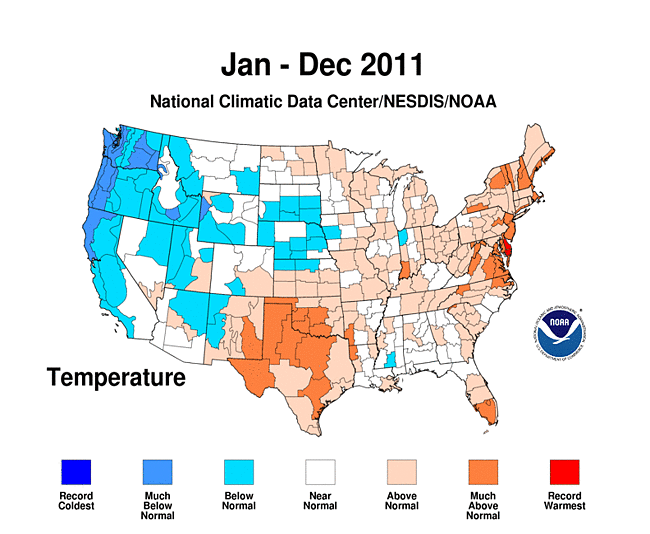 Jan - Dec 2011
National Climatic Data Center/NESDIS/NOAA
NOAA
Temperature
Record
Coldest
Much
Below
Normal
Below
Normal
Near
Normal
Above
Normal
Much
Above
Normal
Record
Warmest